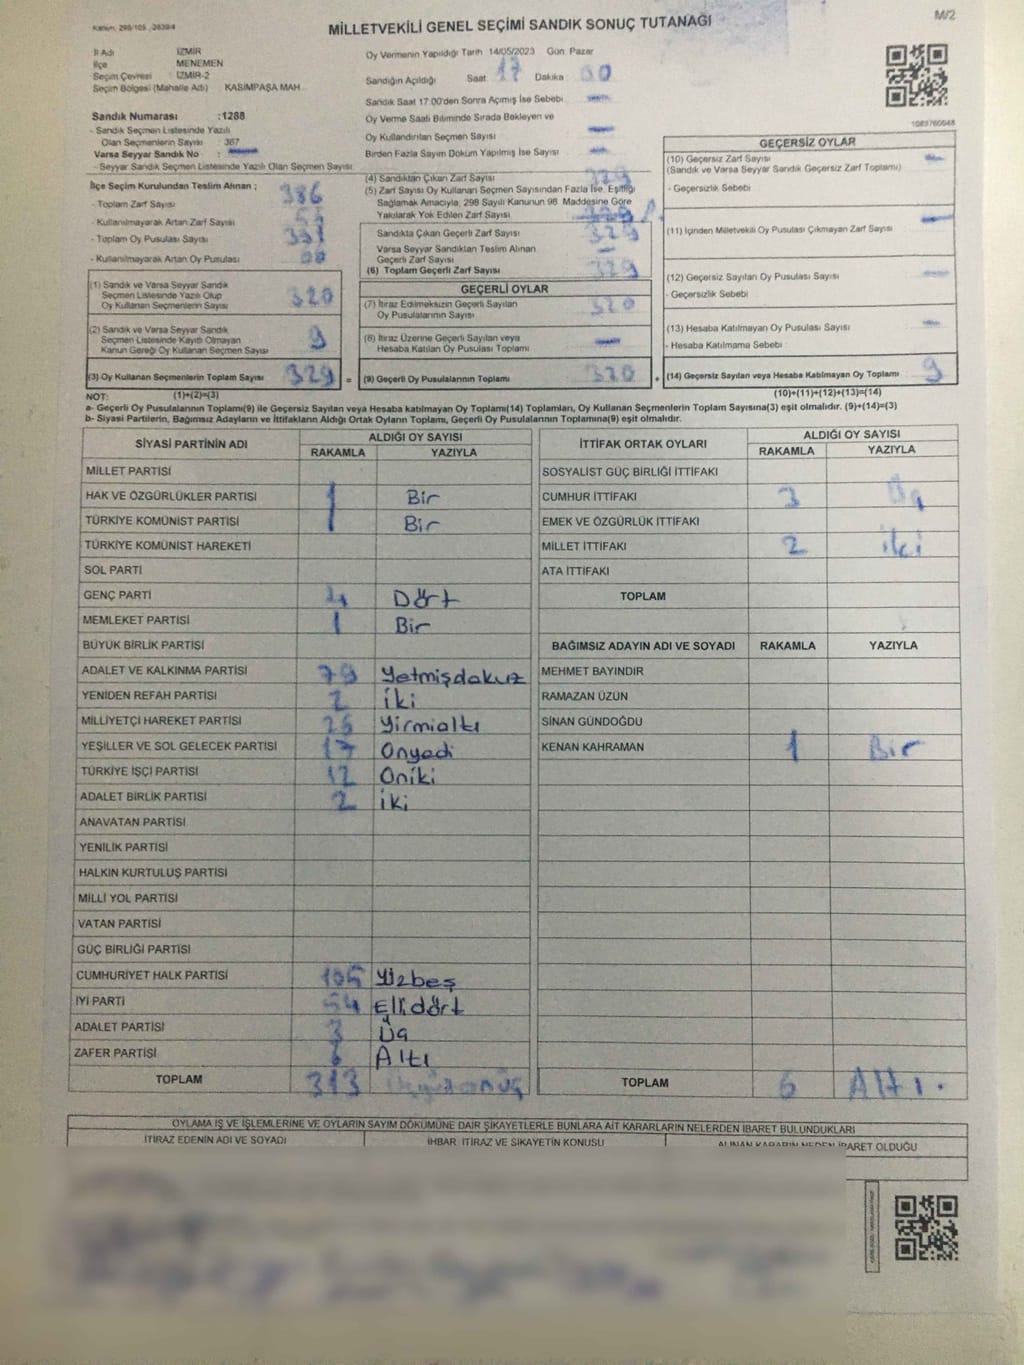 Kanun, 298/105 , 2839/4
MİLLETVEKİLİ GENEL SEÇİMİ SANDIK SONUÇ TUTANAĞI
M/2
İl Adı İZMİR
İlçe MENEMEN
Seçim Çevresi İZMİR-2
Seçim Bölgesi (Mahalle Adı) KASIMPAŞA MAH.
Sandık Numarası :1288
- Sandık Seçmen Listesinde Yazılı
Olan Seçmenlerin Sayısı : 367
Varsa Seyyar Sandık No :
- Seyyar Sandık Seçmen Listesinde Yazılı Olan Seçmen Sayısı:
Oy Vermenin Yapıldığı Tarih 14/05/2023 Gün Pazar
Sandığın Açıldığı Saat 17 Dakika 00
Sandık Saat 17.00'den Sonra Açımış İse Sebebi
Oy Verme Saati Bitiminde Sırada Bekleyen ve
Oy Kullandırılan Seçmen Sayısı
Birden Fazla Sayım Döküm Yapılmış İse Sayısı
1083760048
İlçe Seçim Kurulundan Teslim Alınan ;
- Toplam Zarf Sayısı 386
- Kullanılmayarak Artan Zarf Sayısı
- Toplam Oy Pusulası Sayısı
- Kullanılmayarak Artan Oy Pusulası
(1) Sandık ve Varsa Seyyar Sandık
Seçmen Listesinde Yazılı Olup
Oy Kullanan Seçmenlerin Sayısı 320
(2) Sandık ve Varsa Seyyar Sandık
Seçmen Listesinde Kayıtlı Olmayan
Kanun Gereği Oy Kullanan Seçmen Sayısı 9
(3) Oy Kullanan Seçmenlerin Toplam Sayısı 329 =
(4) Sandıktan Çıkan Zarf Sayısı 329
(5) Zarf Sayısı Oy Kullanan Seçmen Sayısından Fazla İse, Eşitliği
Sağlamak Amacıyla, 298 Sayılı Kanunun 98. Maddesine Göre
Yakılarak Yok Edilen Zarf Sayısı
Sandıkta Çıkan Geçerli Zarf Sayısı 329
Varsa Seyyar Sandıktan Teslim Alınan
Geçerli Zarf Sayısı
(6) Toplam Geçerli Zarf Sayısı 329
GEÇERLİ OYLAR
(7) İtiraz Edilmeksizin Geçerli Sayılan
Oy Pusulalarının Sayısı 320
(8) İtiraz Üzerine Geçerli Sayılan veya
Hesaba Katılan Oy Pusulası Toplamı
(9) Geçerli Oy Pusulalarının Toplamı 320 +
GEÇERSİZ OYLAR
(10) Geçersiz Zarf Sayısı
(Sandık ve Varsa Seyyar Sandık Geçersiz Zarf Toplamı)
- Geçersizlik Sebebi
(11) İçinden Milletvekili Oy Pusulası Çıkmayan Zarf Sayısı
(12) Geçersiz Sayılan Oy Pusulası Sayısı
- Geçersizlik Sebebi
(13) Hesaba Katılmayan Oy Pusulası Sayısı
- Hesaba Katılmama Sebebi
(14) Geçersiz Sayılan veya Hesaba Katılmayan Oy Toplamı 9
NOT: (1)+(2)=(3) (10)+(11)+(12)+(13)=(14)
a- Geçerli Oy Pusulalarının Toplamı(9) ile Geçersiz Sayılan veya Hesaba katılmayan Oy Toplamı(14) Toplamları, Oy Kullanan Seçmenlerin Toplam Sayısına(3) eşit olmalıdır. (9)+(14)=(3)
b- Siyasi Partilerin, Bağımsız Adayların ve İttifakların Aldığı Ortak Oyların Toplamı, Geçerli Oy Pusulalarının Toplamına(9) eşit olmalıdır.
SİYASİ PARTİNİN ADI ALDIĞI OY SAYISI
RAKAMLA YAZIYLA
MİLLET PARTİSİ
HAK VE ÖZGÜRLÜKLER PARTİSİ 1 Bir
TÜRKİYE KOMÜNİST PARTİSİ 1 Bir
TÜRKİYE KOMÜNİST HAREKETİ
SOL PARTİ
GENÇ PARTİ 4 Dört
MEMLEKET PARTİSİ 1 Bir
BÜYÜK BİRLİK PARTİSİ
ADALET VE KALKINMA PARTİSİ 79 Yetmişdokuz
YENİDEN REFAH PARTİSİ 2 İki
MİLLİYETÇİ HAREKET PARTİSİ 26 Yirmialtı
YEŞİLLER VE SOL GELECEK PARTİSİ 17 Onyedi
TÜRKİYE İŞÇİ PARTİSİ 12 Oniki
ADALET BİRLİK PARTİSİ 2 İki
ANAVATAN PARTİSİ
YENİLİK PARTİSİ
HALKIN KURTULUŞ PARTİSİ
MİLLİ YOL PARTİSİ
VATAN PARTİSİ
GÜÇ BİRLİĞİ PARTİSİ
CUMHURİYET HALK PARTİSİ 105 Yüzbeş
İYİ PARTİ 54 Ellidört
ADALET PARTİSİ 3 Üç
ZAFER PARTİSİ 6 Altı
TOPLAM 313
İTTİFAK ORTAK OYLARI ALDIĞI OY SAYISI
RAKAMLA YAZIYLA
SOSYALİST GÜÇ BİRLİĞİ İTTİFAKI
CUMHUR İTTİFAKI 3 Üç
EMEK VE ÖZGÜRLÜK İTTİFAKI
MİLLET İTTİFAKI 2 iki
ATA İTTİFAKI
TOPLAM
BAĞIMSIZ ADAYIN ADI VE SOYADI RAKAMLA YAZIYLA
MEHMET BAYINDIR
RAMAZAN ÜZÜN
SİNAN GÜNDOĞDU
KENAN KAHRAMAN 1 Bir
TOPLAM 6 Altı.
OYLAMA İŞ VE İŞLEMLERİNE VE OYLARIN SAYIM DÖKÜMÜNE DAİR ŞİKAYETLERLE BUNLARA AİT KARARLARIN NELERDEN İBARET BULUNDUKLARI
İTİRAZ EDENİN ADI VE SOYADI İHBAR İTİRAZ VE ŞİKAYETİN KONUSU ALINAN KARARIN NEDEN İBARET OLDUĞU